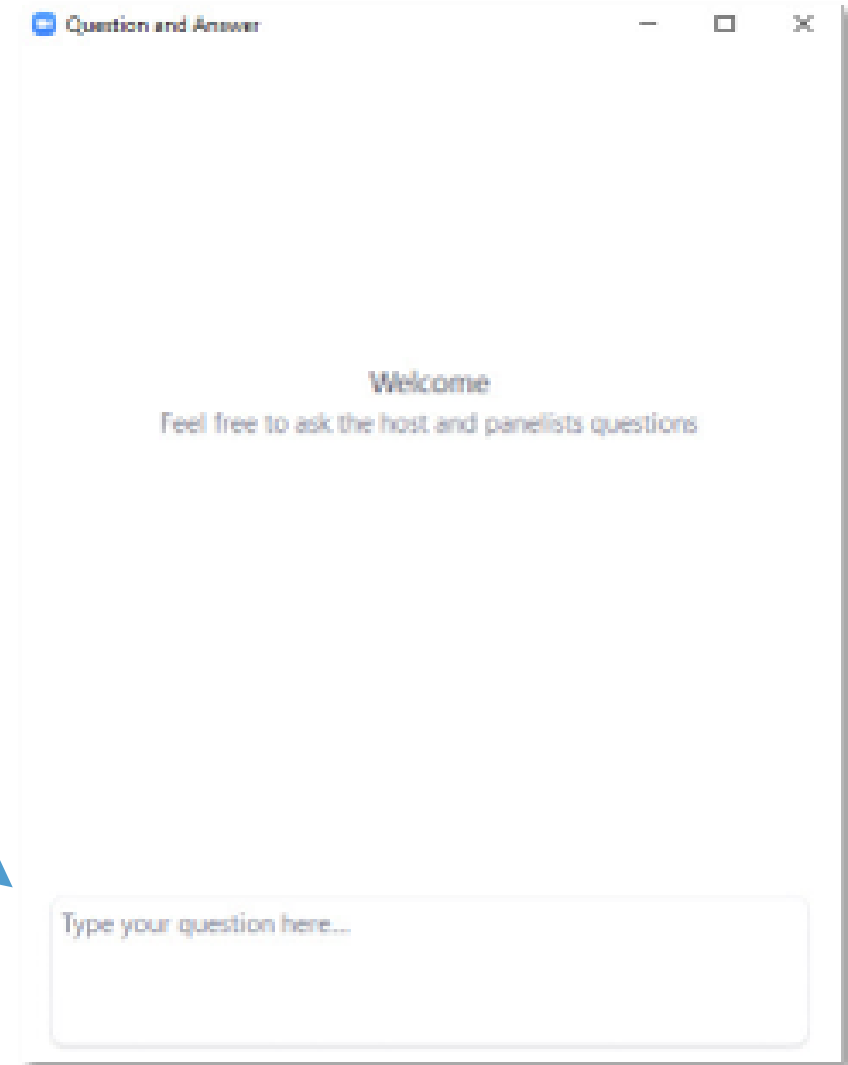 Question and Answer
Welcome
Feel free to ask the host and panelists questions
Type your question here...